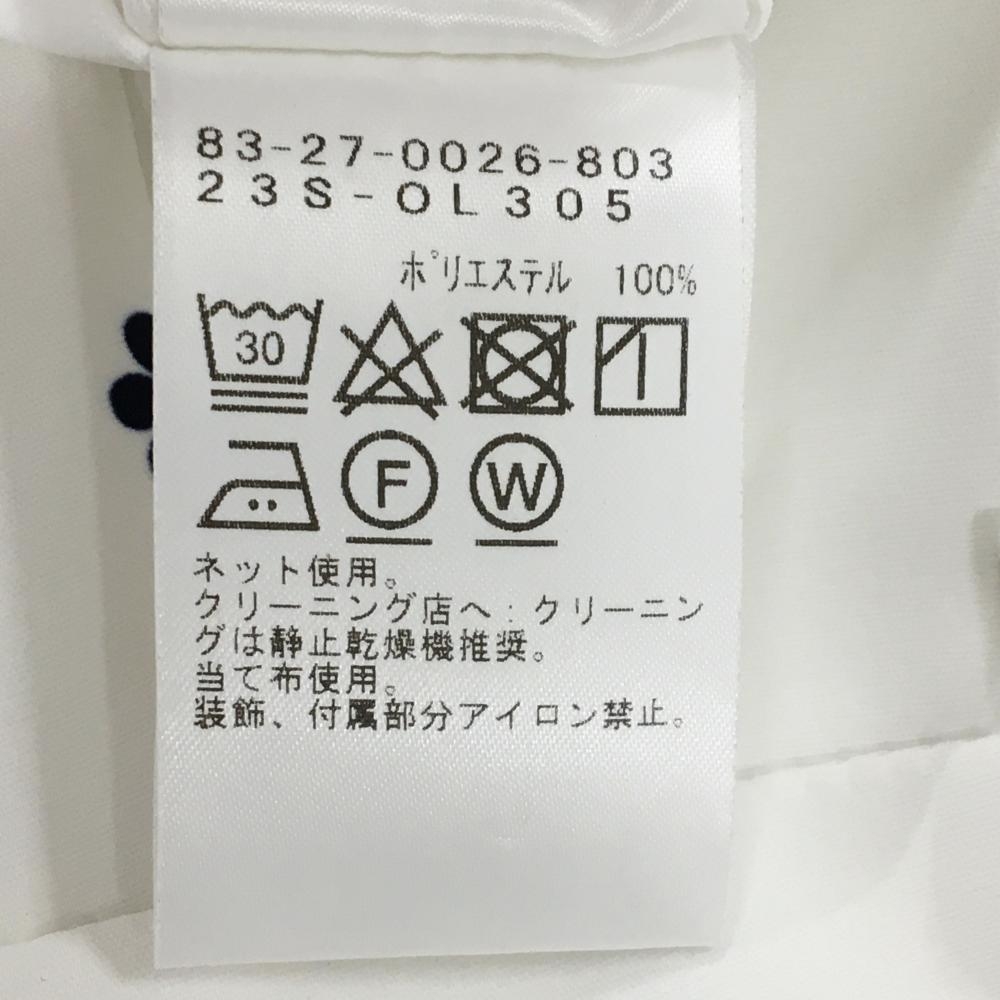 83-27-0026-803
23S-OL305
ポリエステル 100%
30
F W
ネット使用。
クリーニング店へ:クリーニン
グは静止乾燥機推奨。
当て布使用。
装飾、付属部分アイロン禁止。